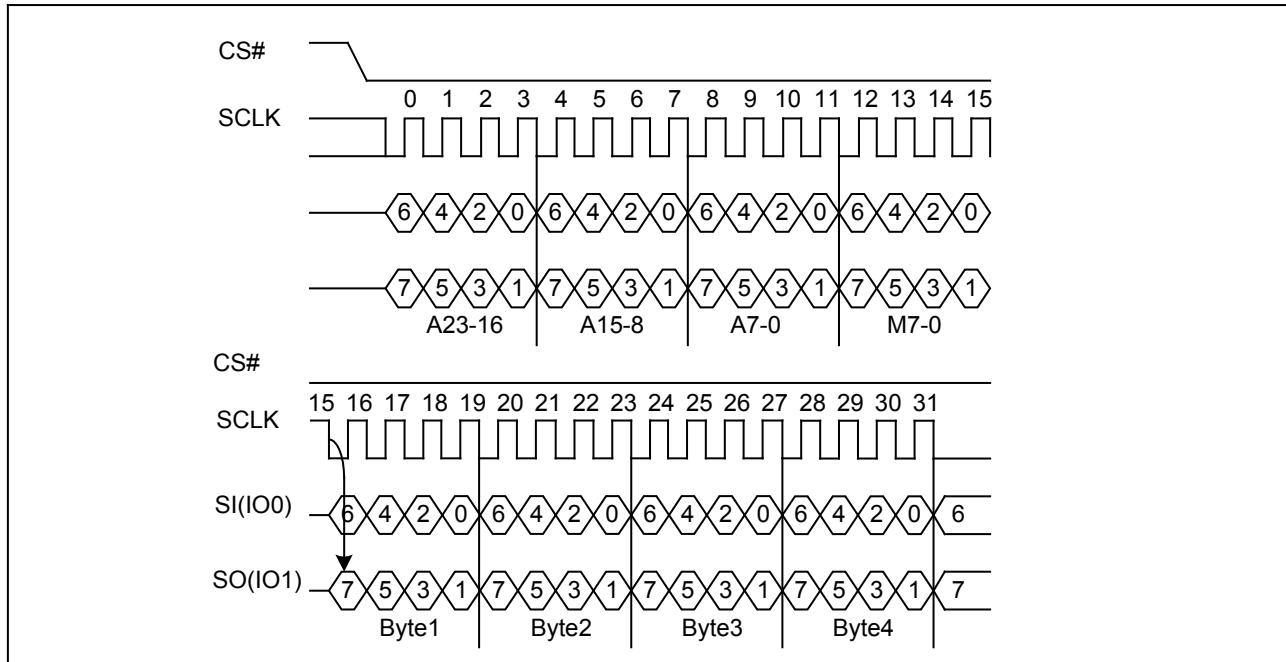 CS#
0 1 2 3 4 5 6 7 8 9 10 11 12 13 14 15
SCLK
6 4 2 0 6 4 2 0 6 4 2 0 6 4 2 0
7 5 3 1 7 5 3 1 7 5 3 1 7 5 3 1
A23-16 A15-8 A7-0 M7-0
CS#
15 16 17 18 19 20 21 22 23 24 25 26 27 28 29 30 31
SCLK
SI(IO0) 6 4 2 0 6 4 2 0 6 4 2 0 6 4 2 0 6
SO(IO1) 7 5 3 1 7 5 3 1 7 5 3 1 7 5 3 1 7
Byte1 Byte2 Byte3 Byte4